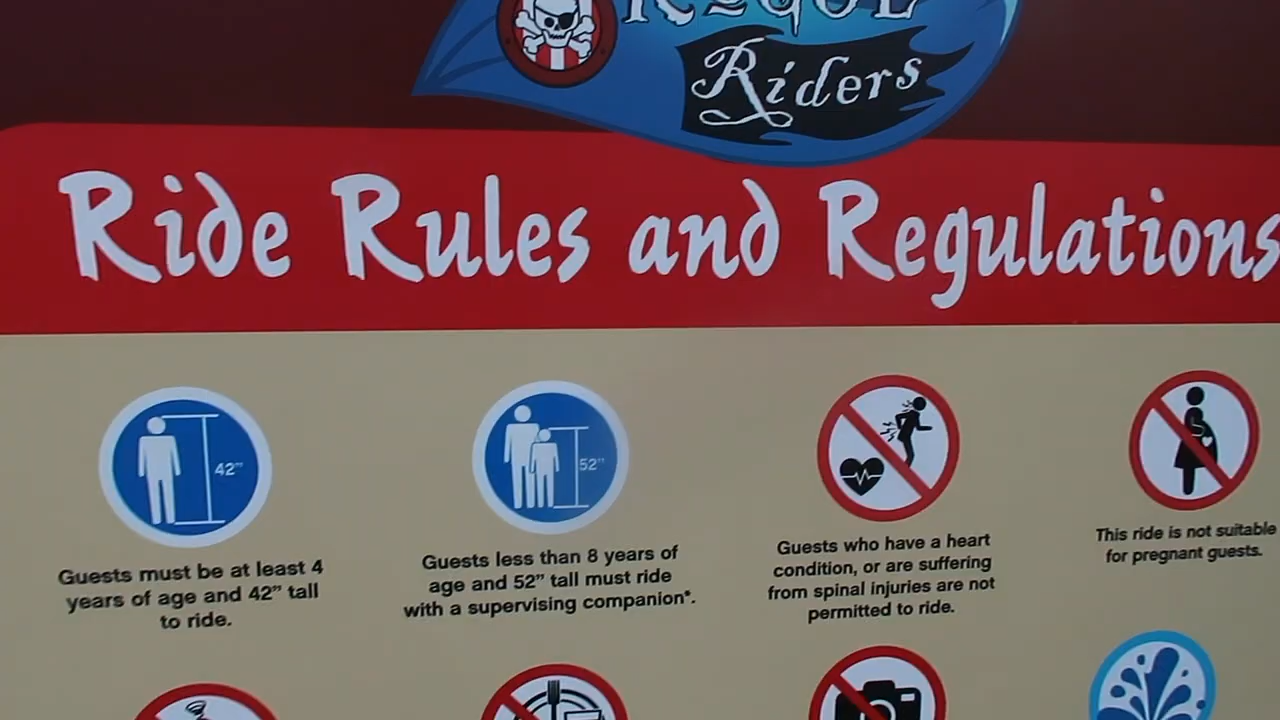 Riders
Ride Rules and Regulations
42"
52"
Guests must be at least 4
years of age and 42" tall
to ride.
Guests less than 8 years of
age and 52" tall must ride
with a supervising companion*.
Guests who have a heart
condition, or are suffering
from spinal injuries are not
permitted to ride.
This ride is not suitable
for pregnant guests.